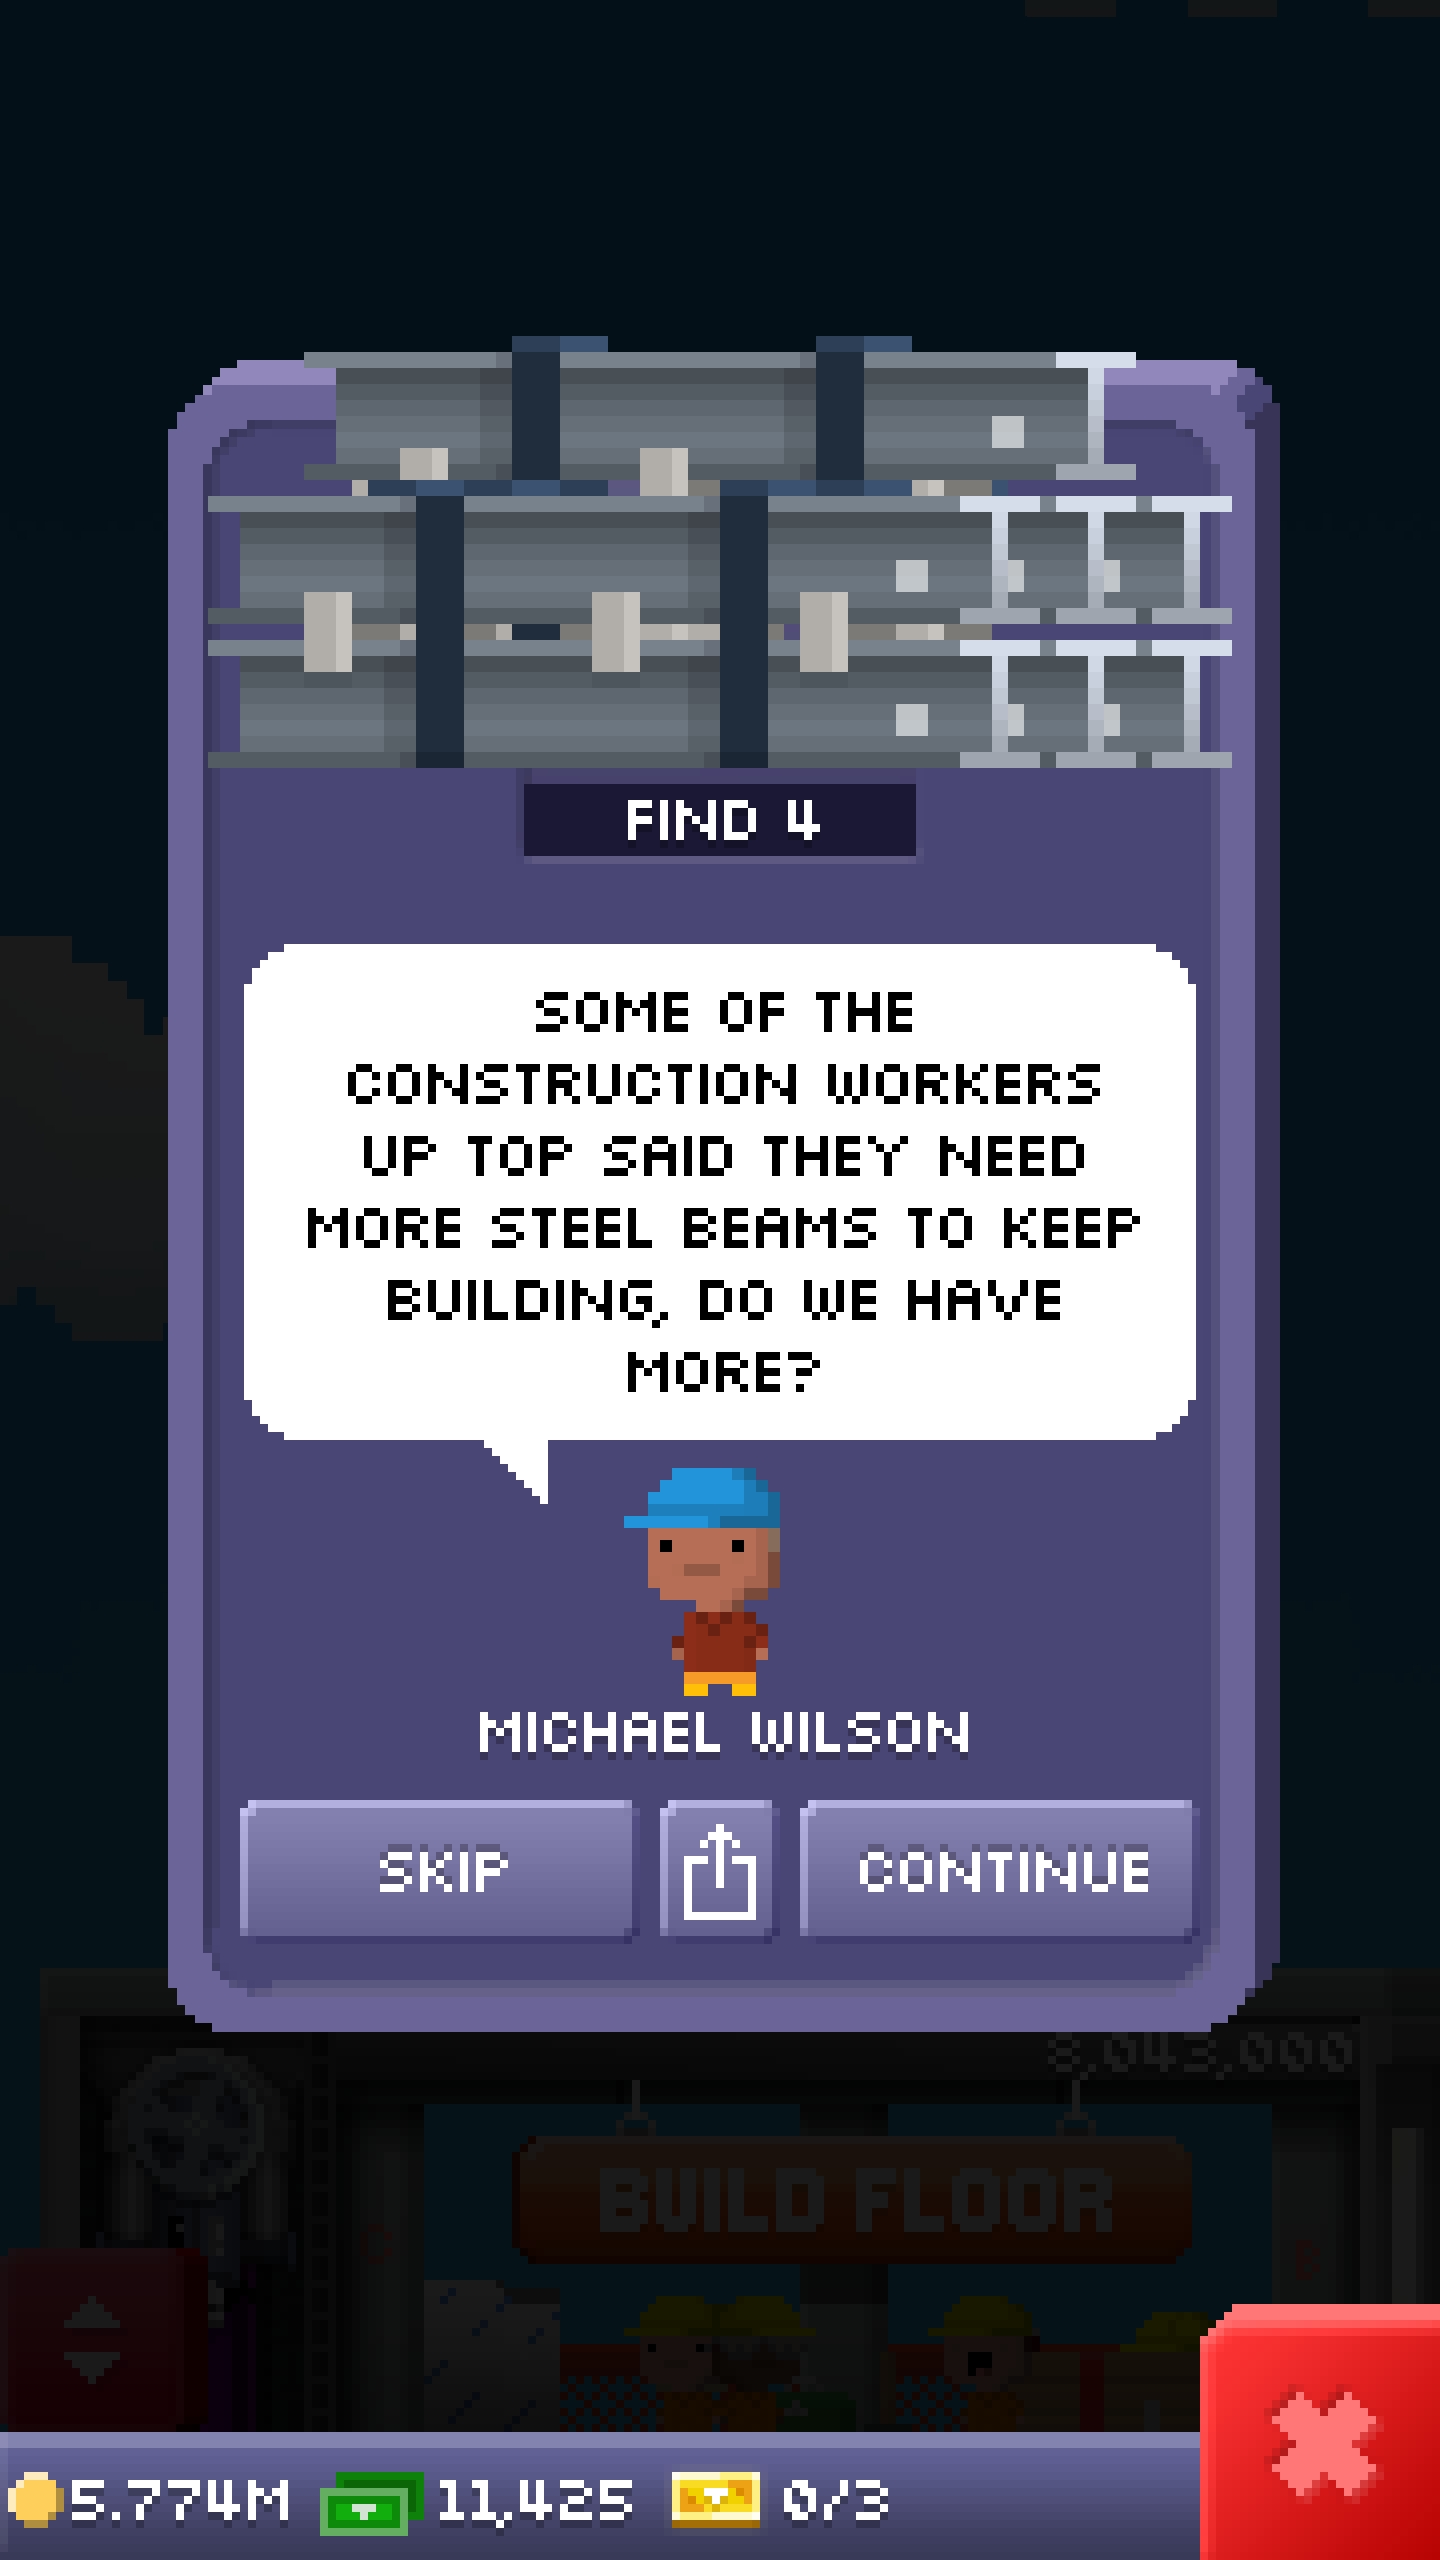 FIND 4
SOME OF THE
CONSTRUCTION WORKERS
UP TOP SAID THEY NEED
MORE STEEL BEAMS TO KEEP
BUILDING, DO WE HAVE
MORE?
MICHAEL WILSON
SKIP
CONTINUE
3,043,000
BUILD FLOOR
5.774M
11,425
0/3